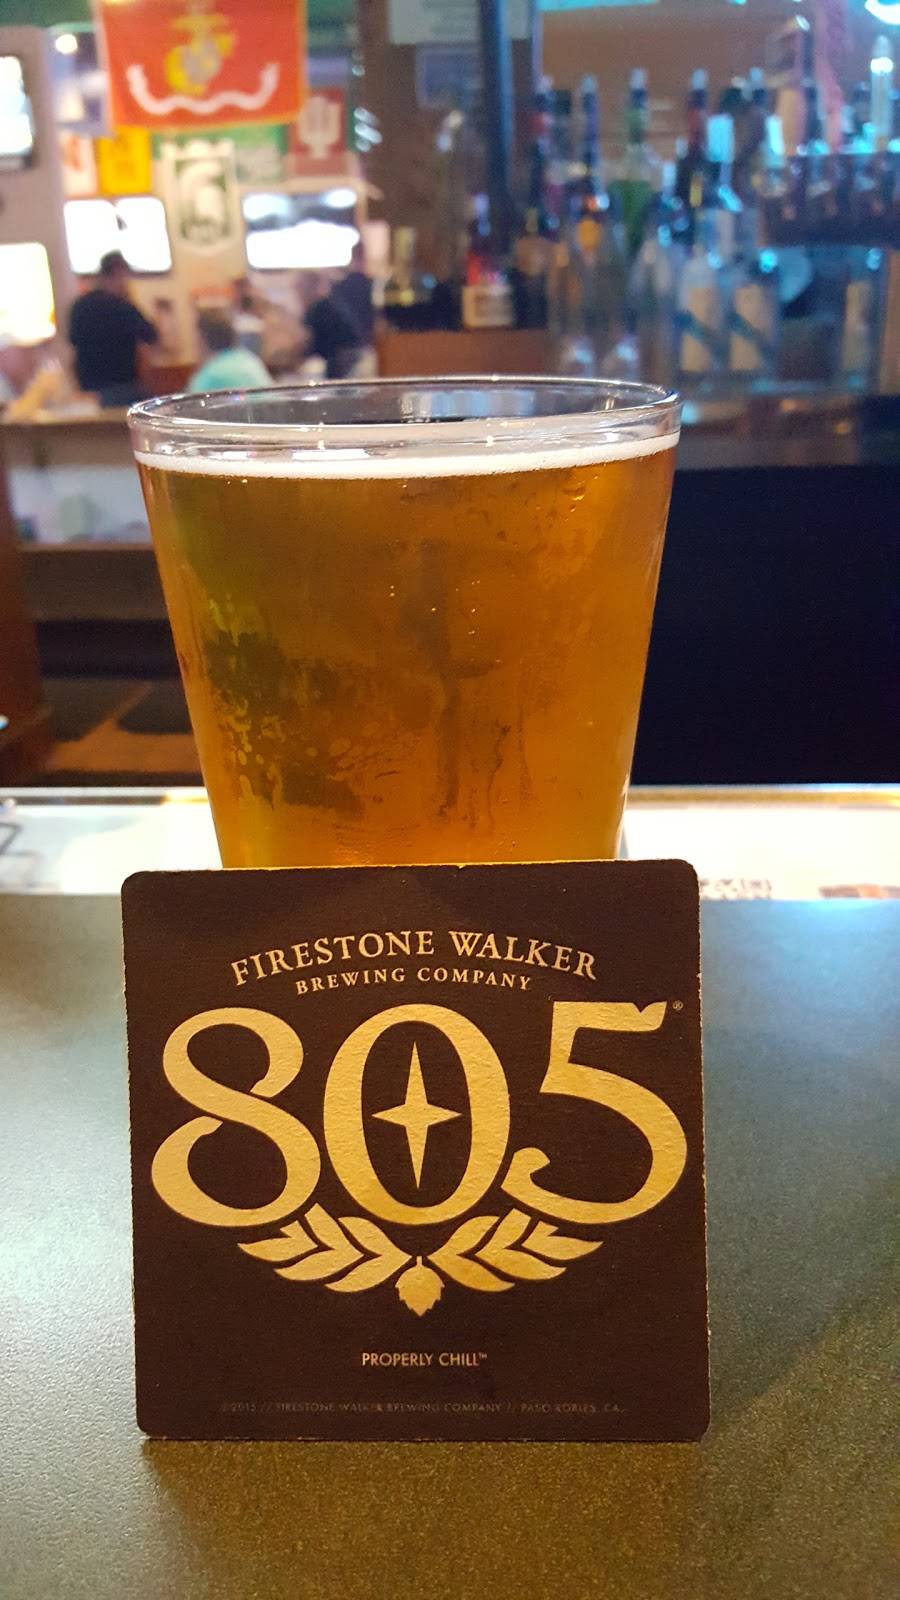 FIRESTONE WALKER
BREWING COMPANY
805®
PROPERLY CHILL™
©2015 // FIRESTONE WALKER BREWING COMPANY // PASO ROBLES, CA.